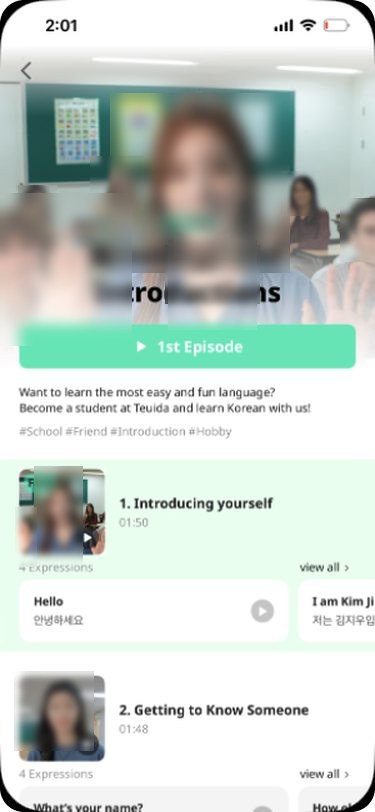 2:01
1st Episode
Want to learn the most easy and fun language?
Become a student at Teuida and learn Korean with us!
#School #Friend #Introduction #Hobby
1. Introducing yourself
01:50
4 Expressions
view all >
Hello
안녕하세요
I am Kim Ji
저는 김지우입
2. Getting to Know Someone
01:48
4 Expressions
view all >
What's your name?